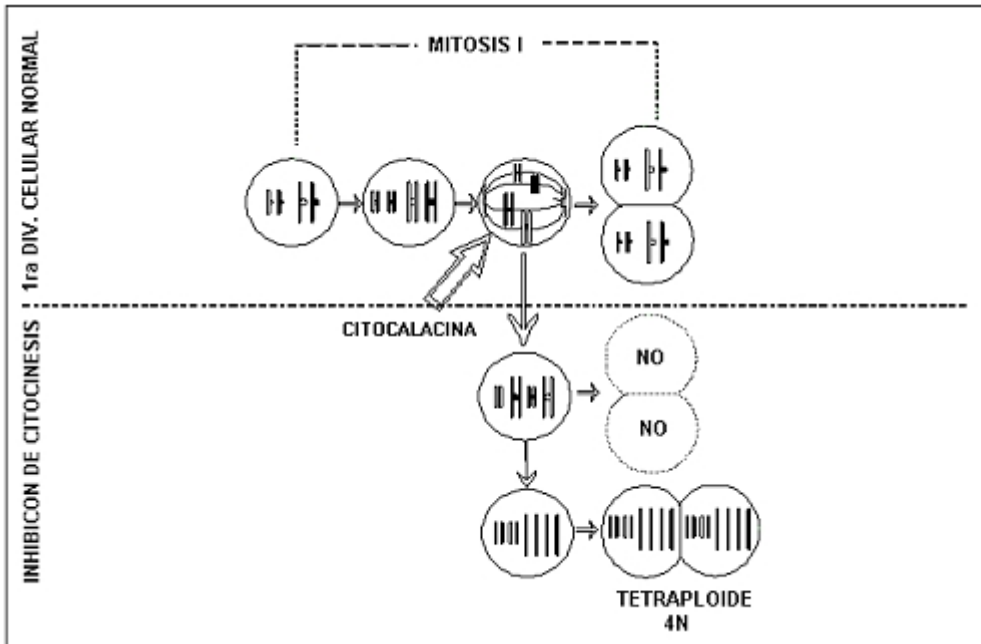 1ra DIV. CELULAR NORMAL
MITOSIS I
CITOCALACINA
INHIBICON DE CITOCINESIS
NO
NO
TETRAPLOIDE
4N